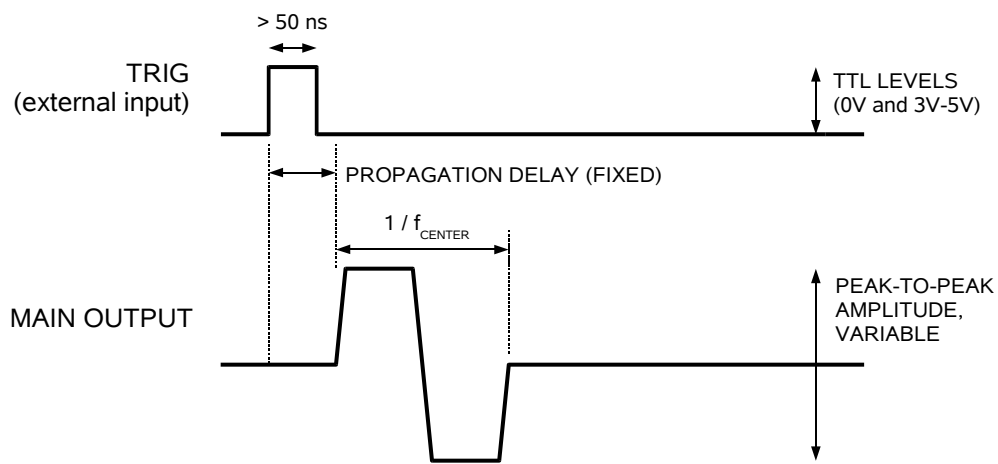 > 50 ns
TRIG
(external input)
TTL LEVELS
(0V and 3V-5V)
PROPAGATION DELAY (FIXED)
1 / fCENTER
MAIN OUTPUT
PEAK-TO-PEAK
AMPLITUDE,
VARIABLE